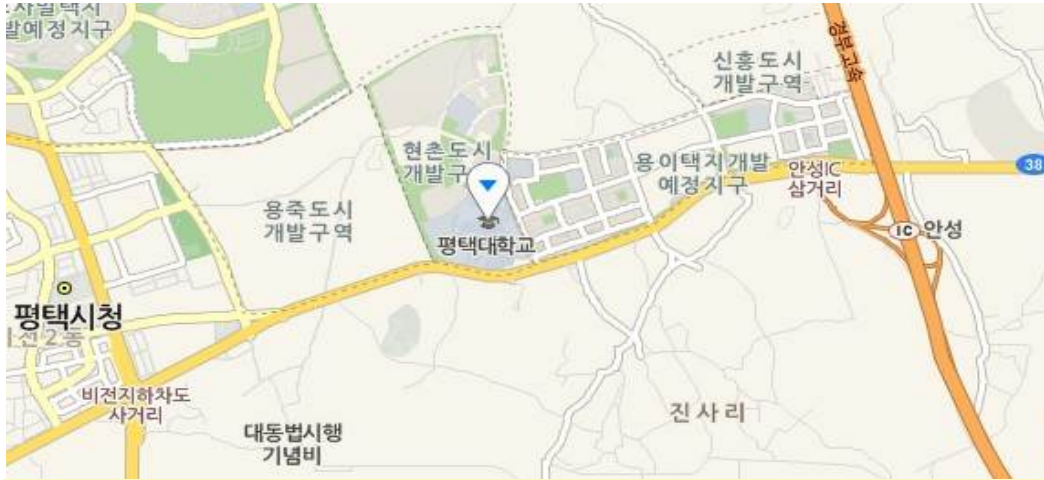 발예정지구
신흥도시
개발구역
경부고속
현촌도시
개발구
용이택지개발
예정지구
안성IC
삼거리
38
용죽도시
개발구역
평택대학교
IC
안성
평택시청
비전2동
비전지하차도
사거리
진사리
대동법시행
기념비